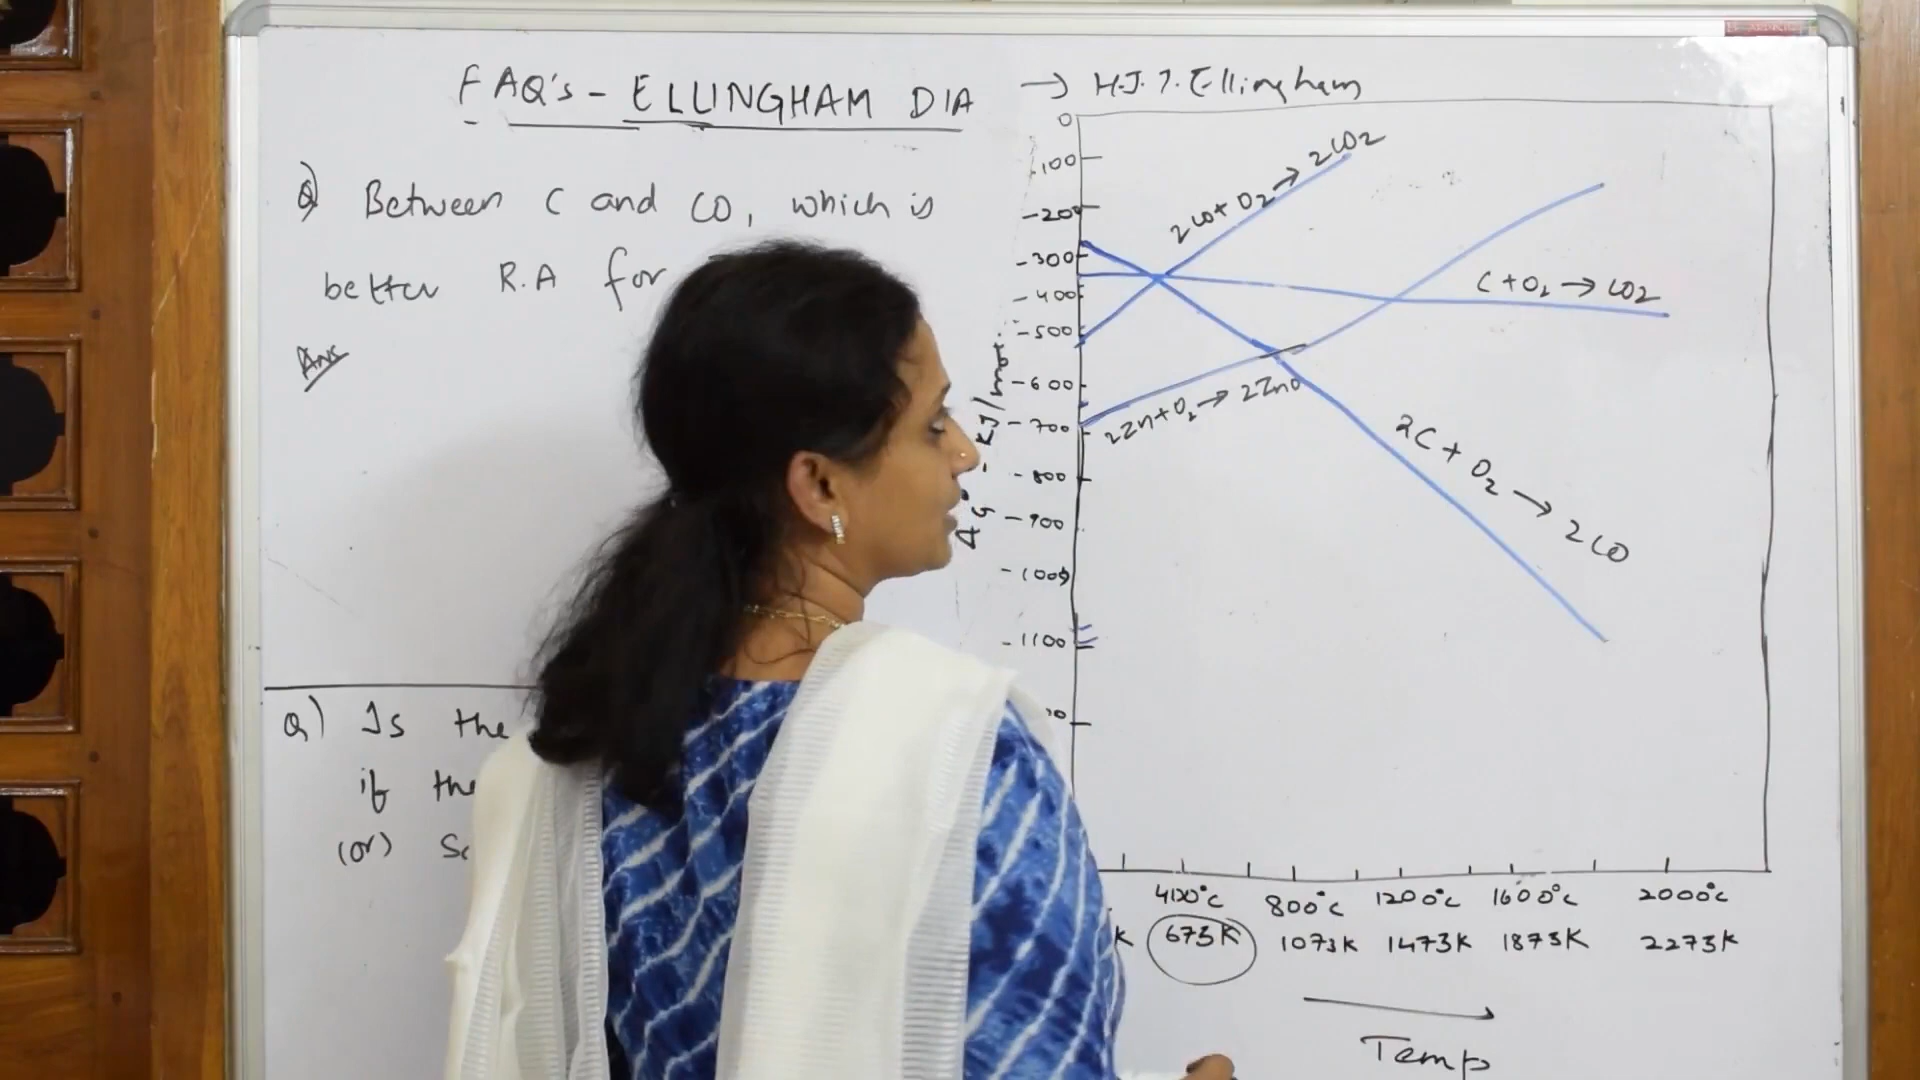 FAQ's - ELLINGHAM DIA
→ H.J.T. Ellingham
Q) Between C and CO, which is
better R.A for
Ans
Q) Is the
if the
(or)
0
-100
-200
-300
-400
-500
-600
-700
-800
-900
-1000
-1100
ΔG° - KJ/mol.
2CO + O2 → 2CO2
C + O2 → CO2
2Zn + O2 → 2ZnO
2C + O2 → 2CO
400°C 800°C 1200°C 1600°C 2000°C
K 673K 1073K 1473K 1873K 2273K
Temp